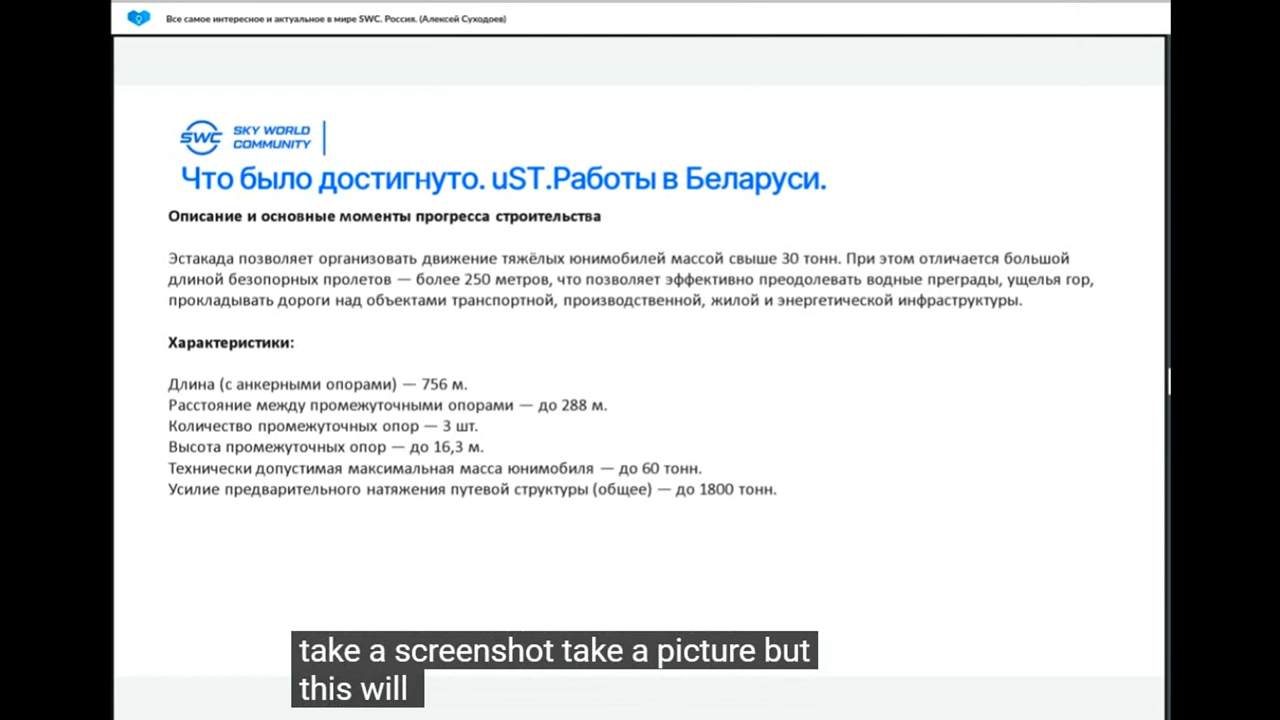 Все самое интересное и актуальное в мире SWC. Россия, (Алексей Суходоев)
SWC
SKY WORLD
COMMUNITY
Что было достигнуто. uST.Работы в Беларуси.
Описание и основные моменты прогресса строительства
Эстакада позволяет организовать движение тяжёлых юнимобилей массой свыше 30 тонн. При этом отличается большой
длиной безопорных пролетов — более 250 метров, что позволяет эффективно преодолевать водные преграды, ущелья гор,
прокладывать дороги над объектами транспортной, производственной, жилой и энергетической инфраструктуры.
Характеристики:
Длина (с анкерными опорами) — 756 м.
Расстояние между промежуточными опорами — до 288 м.
Количество промежуточных опор — 3 шт.
Высота промежуточных опор — до 16,3 м.
Технически допустимая максимальная масса юнимобиля — до 60 тонн.
Усилие предварительного натяжения путевой структуры (общее) — до 1800 тонн.
take a screenshot take a picture but
this will